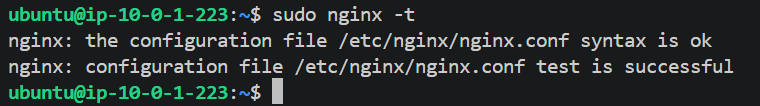 ubuntu@ip-10-0-1-223:~$ sudo nginx -t
nginx: the configuration file /etc/nginx/nginx.conf syntax is ok
nginx: configuration file /etc/nginx/nginx.conf test is successful
ubuntu@ip-10-0-1-223:~$